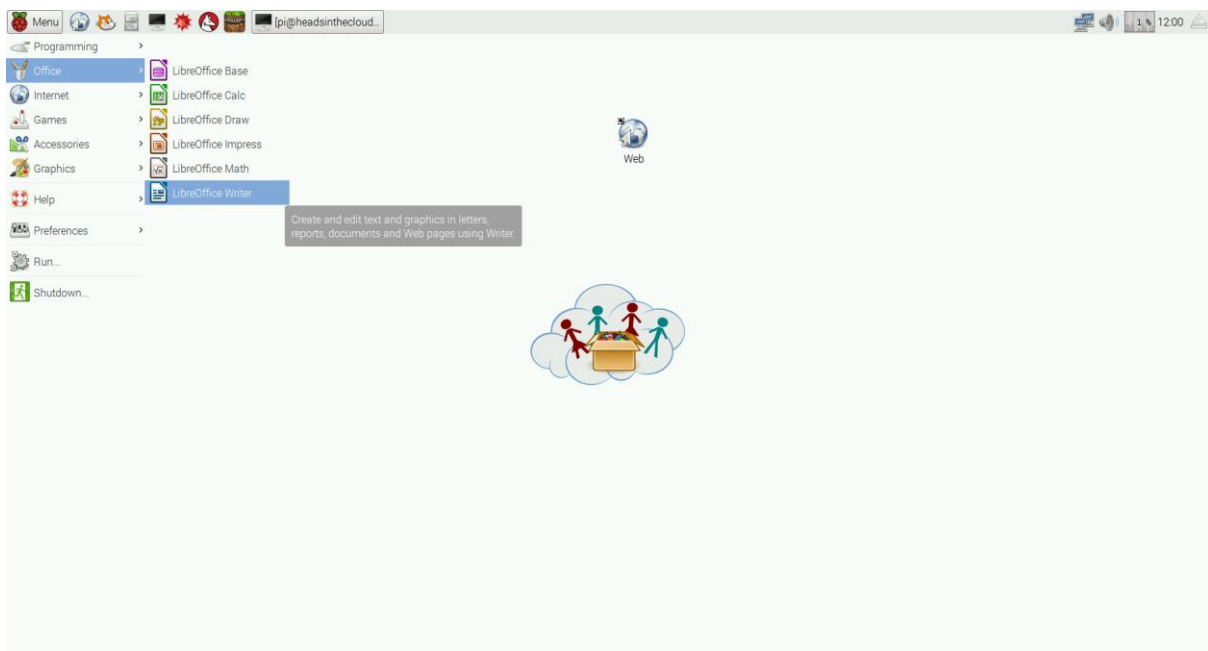 Menu
[pi@headsinthecloud...
12:00
Programming
Office
LibreOffice Base
Internet
LibreOffice Calc
Games
LibreOffice Draw
Accessories
LibreOffice Impress
Graphics
LibreOffice Math
Help
LibreOffice Writer
Create and edit text and graphics in letters,
reports, documents and Web pages using Writer.
Preferences
Run...
Shutdown...
Web